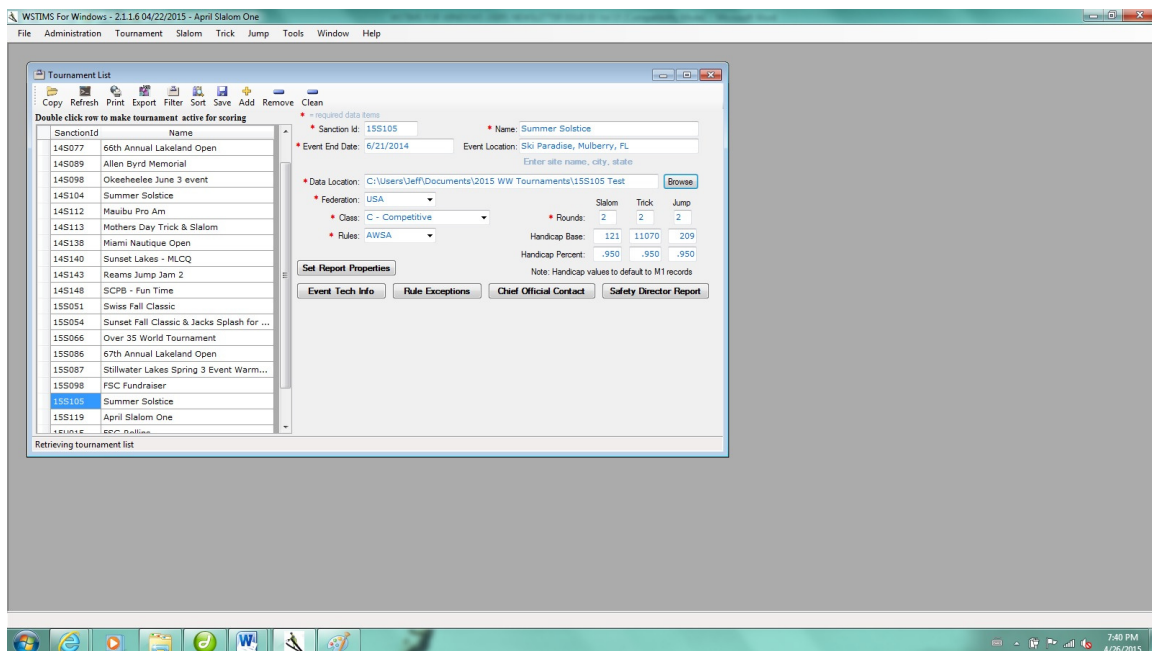 WSTIMS For Windows - 2.1.1.6 04/22/2015 - April Slalom One
File Administration Tournament Slalom Trick Jump Tools Window Help
Tournament List
Copy Refresh Print Export Filter Sort Save Add Remove Clean
Double click row to make tournament active for scoring
* = required data items
SanctionId Name
14S077 66th Annual Lakeland Open
14S089 Allen Byrd Memorial
14S098 Okeeheelee June 3 event
14S104 Summer Solstice
14S112 Mauibu Pro Am
14S113 Mothers Day Trick & Slalom
14S138 Miami Nautique Open
14S140 Sunset Lakes - MLCQ
14S143 Reams Jump Jam 2
14S148 SCPB - Fun Time
15S051 Swiss Fall Classic
15S054 Sunset Fall Classic & Jacks Splash for ...
15S066 Over 35 World Tournament
15S086 67th Annual Lakeland Open
15S087 Stillwater Lakes Spring 3 Event Warm...
15S098 FSC Fundraiser
15S105 Summer Solstice
15S119 April Slalom One
* Sanction Id: 15S105 * Name: Summer Solstice
* Event End Date: 6/21/2014 Event Location: Ski Paradise, Mulberry, FL
Enter site name, city, state
* Data Location: C:\Users\Jeff\Documents\2015 WW Tournaments\15S105 Test Browse
* Federation: USA Slalom Trick Jump
* Class: C - Competitive * Rounds: 2 2 2
* Rules: AWSA Handicap Base: 121 11070 209
Handicap Percent: .950 .950 .950
Set Report Properties Note: Handicap values to default to M1 records
Event Tech Info Rule Exceptions Chief Official Contact Safety Director Report
Retrieving tournament list
7:40 PM
4/26/2015